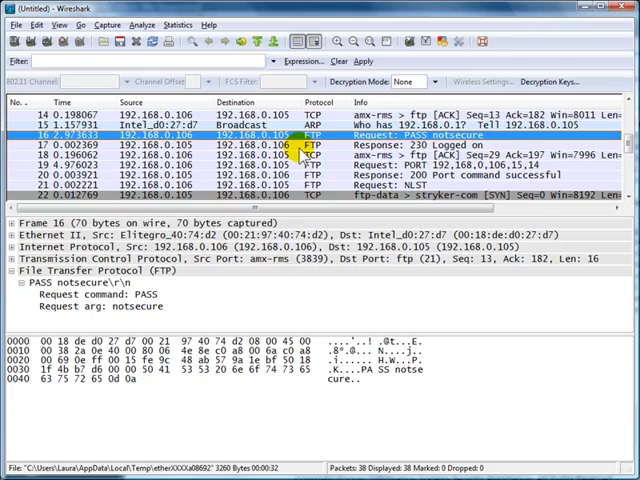 (Untitled) - Wireshark
File Edit View Go Capture Analyze Statistics Help
Filter: Expression... Clear Apply
802.11 Channel: Channel Offset: FCS Filter: Decryption Mode: None Wireless Settings... Decryption Keys...
No. . Time Source Destination Protocol Info
14 0.198067 192.168.0.106 192.168.0.105 TCP amx-rms > ftp [ACK] Seq=13 Ack=182 Win=8011 Len=
15 1.157931 Intel_d0:27:d7 Broadcast ARP Who has 192.168.0.1? Tell 192.168.0.105
16 2.973633 192.168.0.106 192.168.0.105 FTP Request: PASS notsecure
17 0.002369 192.168.0.105 192.168.0.106 FTP Response: 230 Logged on
18 0.196062 192.168.0.106 192.168.0.105 TCP amx-rms > ftp [ACK] Seq=29 Ack=197 Win=7996 Len=
19 4.976023 192.168.0.106 192.168.0.105 FTP Request: PORT 192,168,0,106,15,14
20 0.003921 192.168.0.105 192.168.0.106 FTP Response: 200 Port command successful
21 0.002221 192.168.0.106 192.168.0.105 FTP Request: NLST
22 0.012769 192.168.0.105 192.168.0.106 TCP ftp-data > stryker-com [SYN] Seq=0 Win=8192 Len=
Frame 16 (70 bytes on wire, 70 bytes captured)
Ethernet II, Src: Elitegro_40:74:d2 (00:21:97:40:74:d2), Dst: Intel_d0:27:d7 (00:18:de:d0:27:d7)
Internet Protocol, Src: 192.168.0.106 (192.168.0.106), Dst: 192.168.0.105 (192.168.0.105)
Transmission Control Protocol, Src Port: amx-rms (3839), Dst Port: ftp (21), Seq: 13, Ack: 182, Len: 16
File Transfer Protocol (FTP)
PASS notsecure\r\n
Request command: PASS
Request arg: notsecure
0000 00 18 de d0 27 d7 00 21 97 40 74 d2 08 00 45 00 ....'..! .@t...E.
0010 00 38 2a 0e 40 00 80 06 4e 8e c0 a8 00 6a c0 a8 .8*.@... N....j..
0020 00 69 0e ff 00 15 fe 9c 48 ab 57 1e bf 50 18 .i...... H.W..P.
0030 1f 4b b7 d6 00 00 50 41 53 53 20 6e 6f 74 73 65 .K....PA SS notse
0040 63 75 72 65 0d 0a cure..
File: "C:\Users\Laura\AppData\Local\Temp\etherXXXXa08692" 3260 Bytes 00:00:32 Packets: 38 Displayed: 38 Marked: 0 Dropped: 0